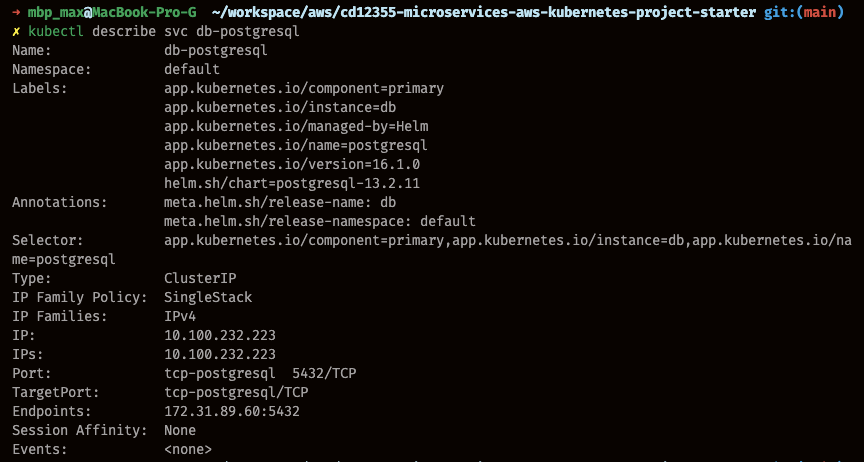 → mbp_max@MacBook-Pro-G ~/workspace/aws/cd12355-microservices-aws-kubernetes-project-starter git:(main)
✗ kubectl describe svc db-postgresql
Name: db-postgresql
Namespace: default
Labels: app.kubernetes.io/component=primary
app.kubernetes.io/instance=db
app.kubernetes.io/managed-by=Helm
app.kubernetes.io/name=postgresql
app.kubernetes.io/version=16.1.0
helm.sh/chart=postgresql-13.2.11
Annotations: meta.helm.sh/release-name: db
meta.helm.sh/release-namespace: default
Selector: app.kubernetes.io/component=primary,app.kubernetes.io/instance=db,app.kubernetes.io/na
me=postgresql
Type: ClusterIP
IP Family Policy: SingleStack
IP Families: IPv4
IP: 10.100.232.223
IPs: 10.100.232.223
Port: tcp-postgresql 5432/TCP
TargetPort: tcp-postgresql/TCP
Endpoints: 172.31.89.60:5432
Session Affinity: None
Events: <none>